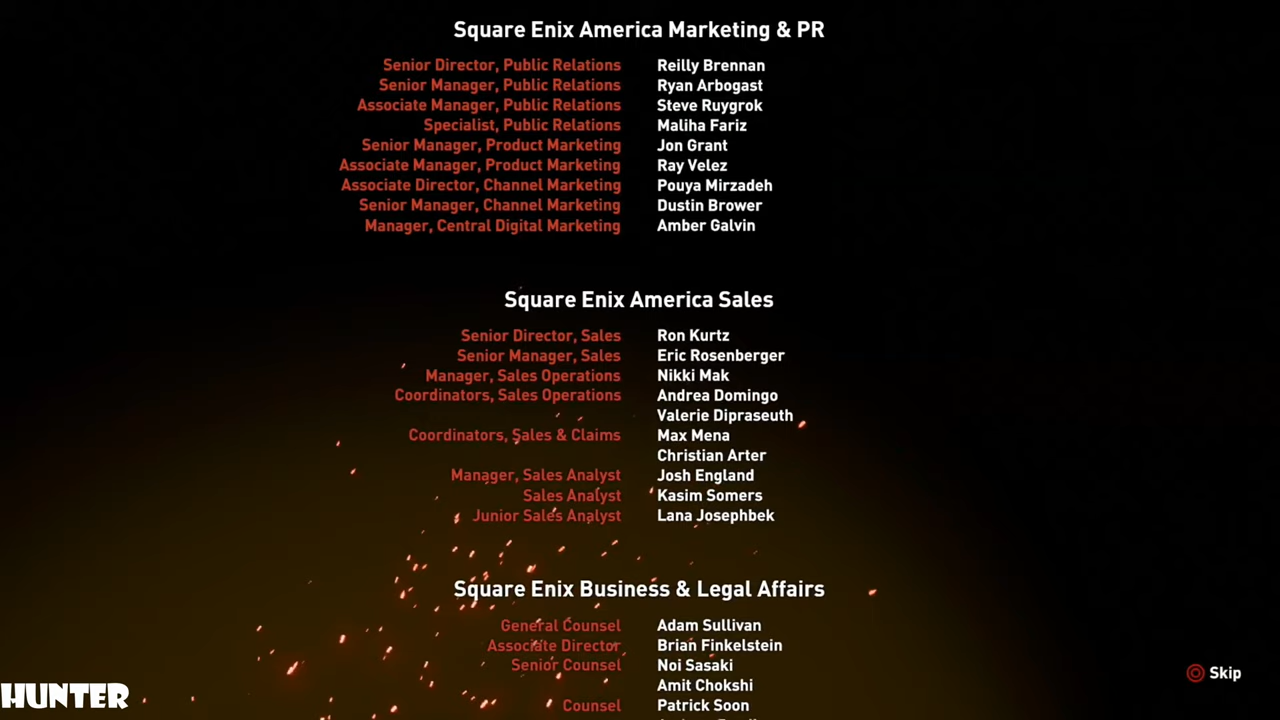 Square Enix America Marketing & PR
Senior Director, Public Relations Reilly Brennan
Senior Manager, Public Relations Ryan Arbogast
Associate Manager, Public Relations Steve Ruygrok
Specialist, Public Relations Maliha Fariz
Senior Manager, Product Marketing Jon Grant
Associate Manager, Product Marketing Ray Velez
Associate Director, Channel Marketing Pouya Mirzadeh
Senior Manager, Channel Marketing Dustin Brower
Manager, Central Digital Marketing Amber Galvin
Square Enix America Sales
Senior Director, Sales Ron Kurtz
Senior Manager, Sales Eric Rosenberger
Manager, Sales Operations Nikki Mak
Coordinators, Sales Operations Andrea Domingo
Valerie Dipraseuth
Coordinators, Sales & Claims Max Mena
Christian Arter
Manager, Sales Analyst Josh England
Sales Analyst Kasim Somers
Junior Sales Analyst Lana Josephbek
Square Enix Business & Legal Affairs
General Counsel Adam Sullivan
Associate Director Brian Finkelstein
Senior Counsel Noi Sasaki
Amit Chokshi
Skip
Counsel Patrick Soon
HUNTER